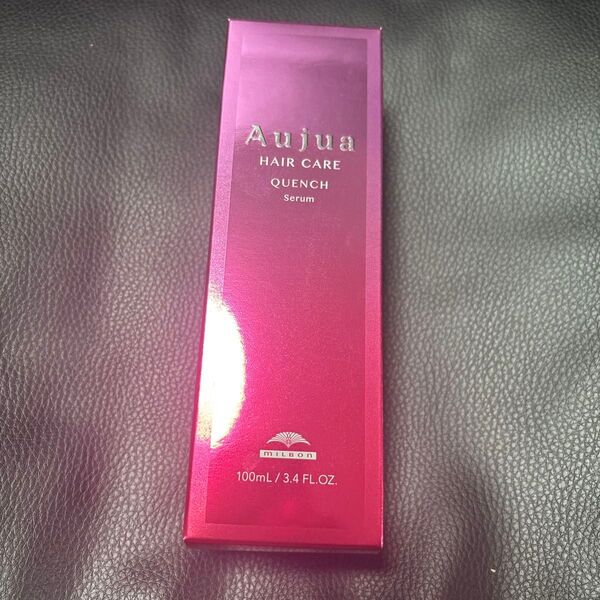 Aujua
HAIR CARE
QUENCH
Serum
MILBON
100mL / 3.4 FL.OZ.